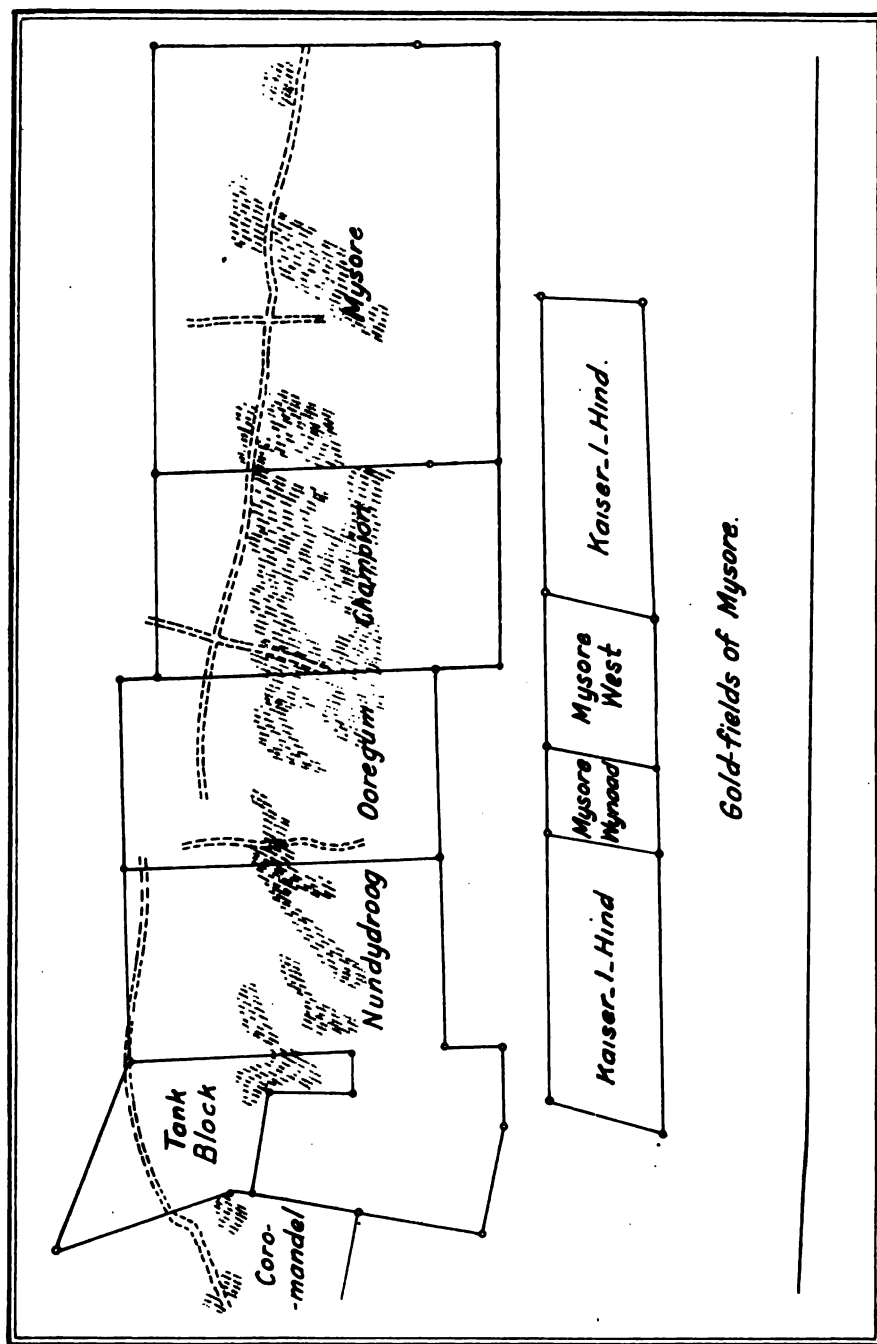 Tank
Block
Coro-
-mandel
Nundydroog
Ooregum
Champion
Mysore
Kaiser-I-Hind
Mysore
Wynaad
Mysore
West
Kaiser-I-Hind.
Gold-fields of Mysore.